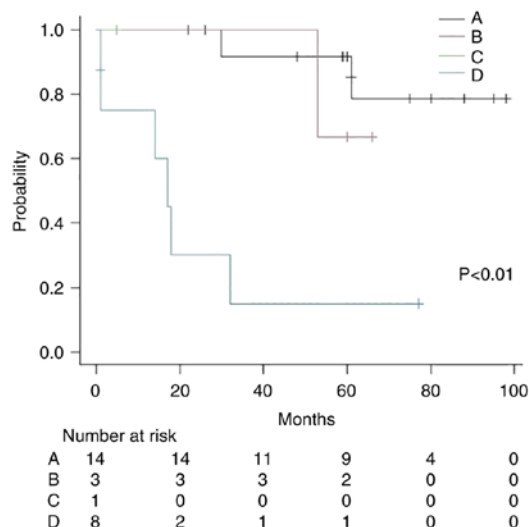 A
B
C
D
1.0
0.8
0.6
0.4
0.2
0.0
Probability
P<0.01
0 20 40 60 80 100
Months
Number at risk
A 14 14 11 9 4 0
B 3 3 3 2 0 0
C 1 0 0 0 0 0
D 8 2 1 1 0 0